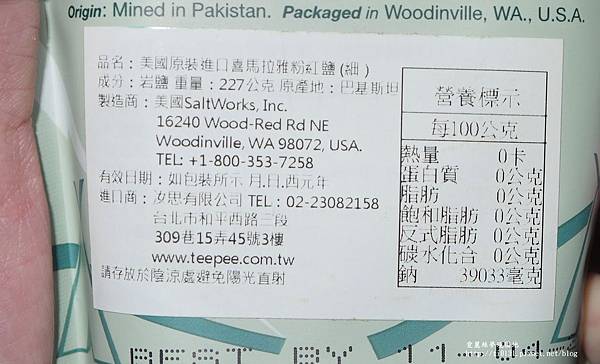 Origin: Mined in Pakistan. Packaged in Woodinville, WA., U.S.A.
品名：美國原裝進口喜馬拉雅粉紅鹽(細)
成分：岩鹽 重量：227公克 原產地：巴基斯坦
製造商：美國SaltWorks, Inc.
16240 Wood-Red Rd NE
Woodinville, WA 98072, USA.
TEL: +1-800-353-7258
有效日期：如包裝所示 月.日.西元年
進口商：汝思有限公司 TEL：02-23082158
台北市和平西路三段
309巷15弄45號3樓
www.teepee.com.tw
請存放於陰涼處避免陽光直射
營養標示
每100公克
熱量 0卡
蛋白質 0公克
脂肪 0公克
飽和脂肪 0公克
反式脂肪 0公克
碳水化合 0公克
鈉 39033毫克
BEST BY